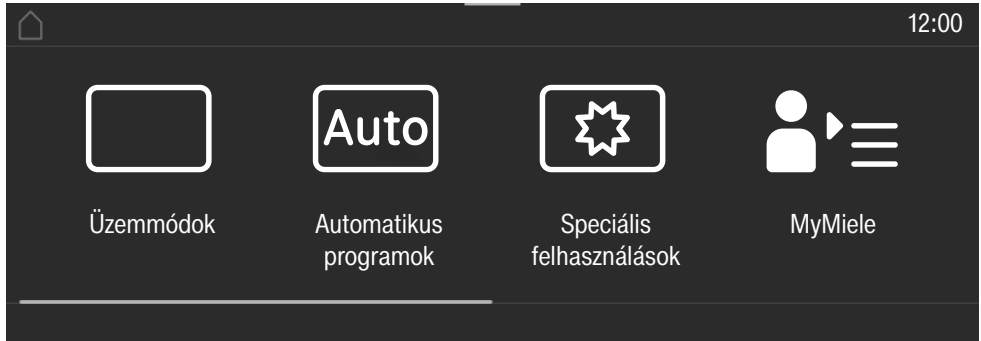 12:00
Auto
Üzemmódok
Automatikus
programok
Speciális
felhasználások
MyMiele